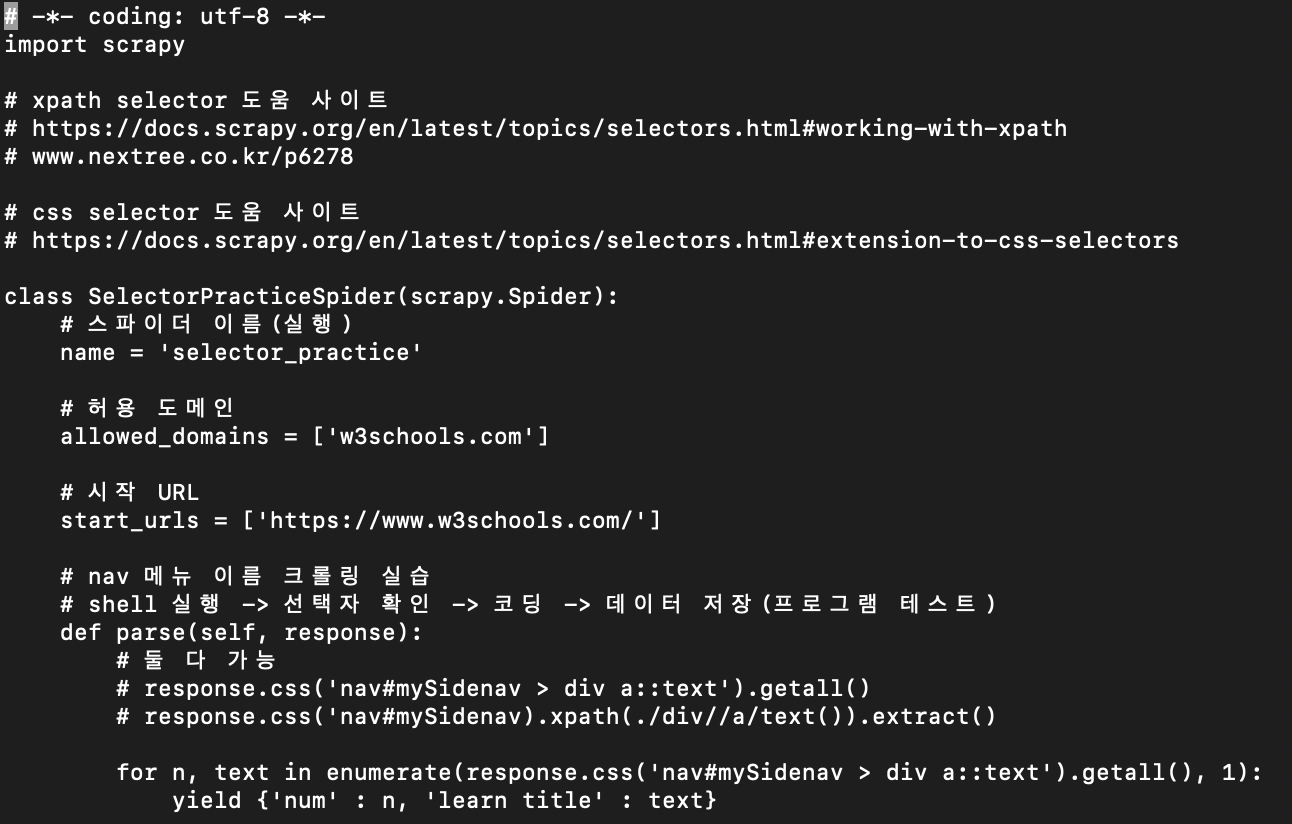 # -*- coding: utf-8 -*-
import scrapy

# xpath selector 도움 사이트
# https://docs.scrapy.org/en/latest/topics/selectors.html#working-with-xpath
# www.nextree.co.kr/p6278

# css selector 도움 사이트
# https://docs.scrapy.org/en/latest/topics/selectors.html#extension-to-css-selectors

class SelectorPracticeSpider(scrapy.Spider):
    # 스파이더 이름(실행)
    name = 'selector_practice'

    # 허용 도메인
    allowed_domains = ['w3schools.com']

    # 시작 URL
    start_urls = ['https://www.w3schools.com/']

    # nav 메뉴 이름 크롤링 실습
    # shell 실행 -> 선택자 확인 -> 코딩 -> 데이터 저장(프로그램 테스트)
    def parse(self, response):
        # 둘 다 가능
        # response.css('nav#mySidenav > div a::text').getall()
        # response.css('nav#mySidenav).xpath(./div//a/text()).extract()

        for n, text in enumerate(response.css('nav#mySidenav > div a::text').getall(), 1):
            yield {'num' : n, 'learn title' : text}